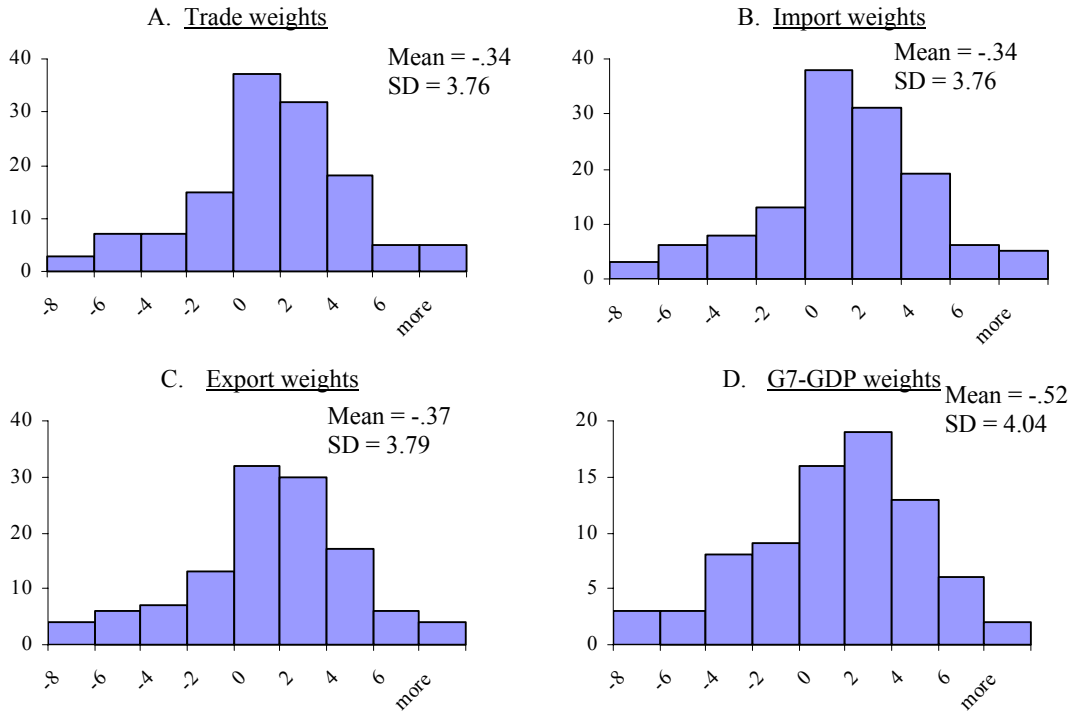 A. Trade weights
Mean = -.34
SD = 3.76
40
30
20
10
0
-8 -6 -4 -2 0 2 4 6 more
B. Import weights
Mean = -.34
SD = 3.76
40
30
20
10
0
-8 -6 -4 -2 0 2 4 6 more
C. Export weights
Mean = -.37
SD = 3.79
40
30
20
10
0
-8 -6 -4 -2 0 2 4 6 more
D. G7-GDP weights
Mean = -.52
SD = 4.04
20
15
10
5
0
-8 -6 -4 -2 0 2 4 6 more